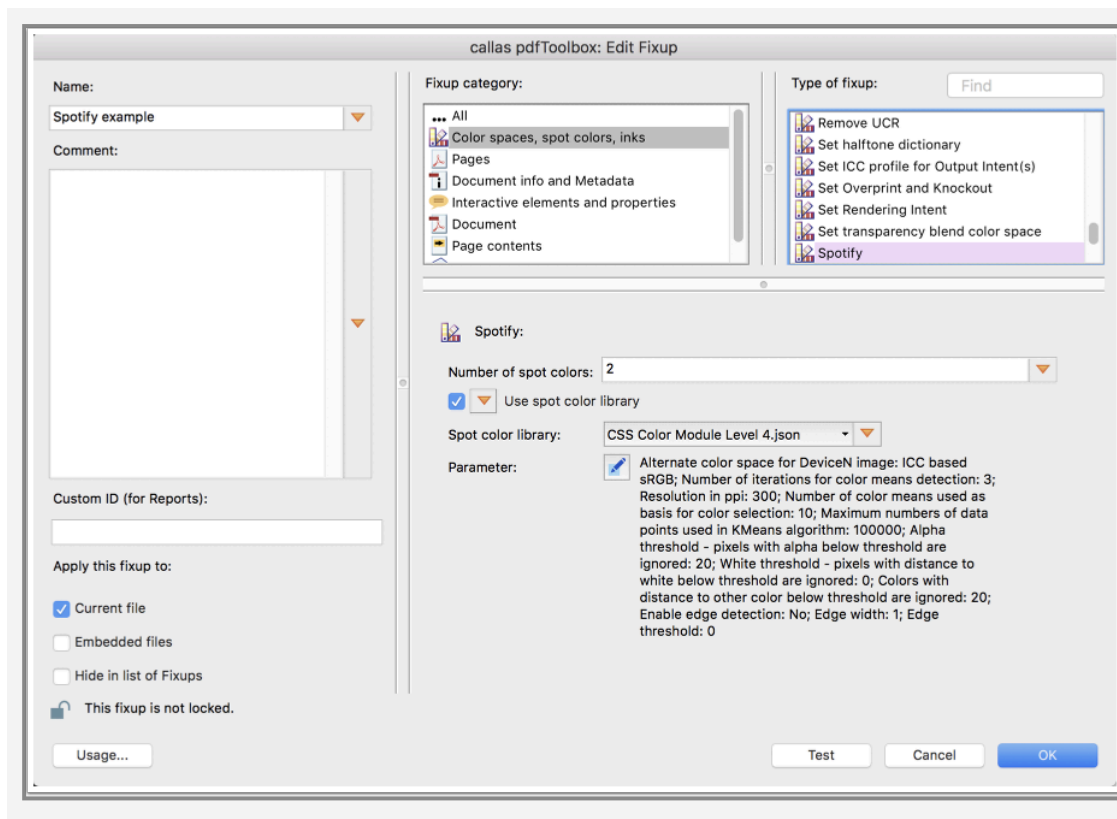 callas pdfToolbox: Edit Fixup
Name:
Spotify example
Comment:
Custom ID (for Reports):
Apply this fixup to:
Current file
Embedded files
Hide in list of Fixups
This fixup is not locked.
Usage...
Fixup category:
... All
Color spaces, spot colors, inks
Pages
Document info and Metadata
Interactive elements and properties
Document
Page contents
Type of fixup:
Find
Remove UCR
Set halftone dictionary
Set ICC profile for Output Intent(s)
Set Overprint and Knockout
Set Rendering Intent
Set transparency blend color space
Spotify
Spotify:
Number of spot colors: 2
Use spot color library
Spot color library: CSS Color Module Level 4.json
Parameter: Alternate color space for DeviceN image: ICC based
sRGB; Number of iterations for color means detection: 3;
Resolution in ppi: 300; Number of color means used as
basis for color selection: 10; Maximum numbers of data
points used in KMeans algorithm: 100000; Alpha
threshold - pixels with alpha below threshold are
ignored: 20; White threshold - pixels with distance to
white below threshold are ignored: 0; Colors with
distance to other color below threshold are ignored: 20;
Enable edge detection: No; Edge width: 1; Edge
threshold: 0
Test
Cancel
OK